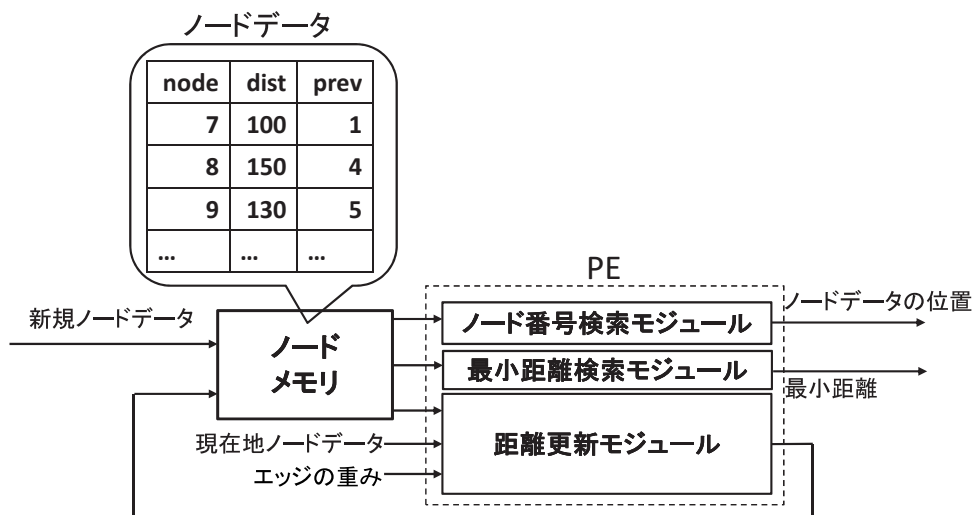 ノードデータ
node dist prev
7 100 1
8 150 4
9 130 5
... ... ...
PE
新規ノードデータ
ノード
メモリ
ノード番号検索モジュール
ノードデータの位置
最小距離検索モジュール
最小距離
現在地ノードデータ
エッジの重み
距離更新モジュール